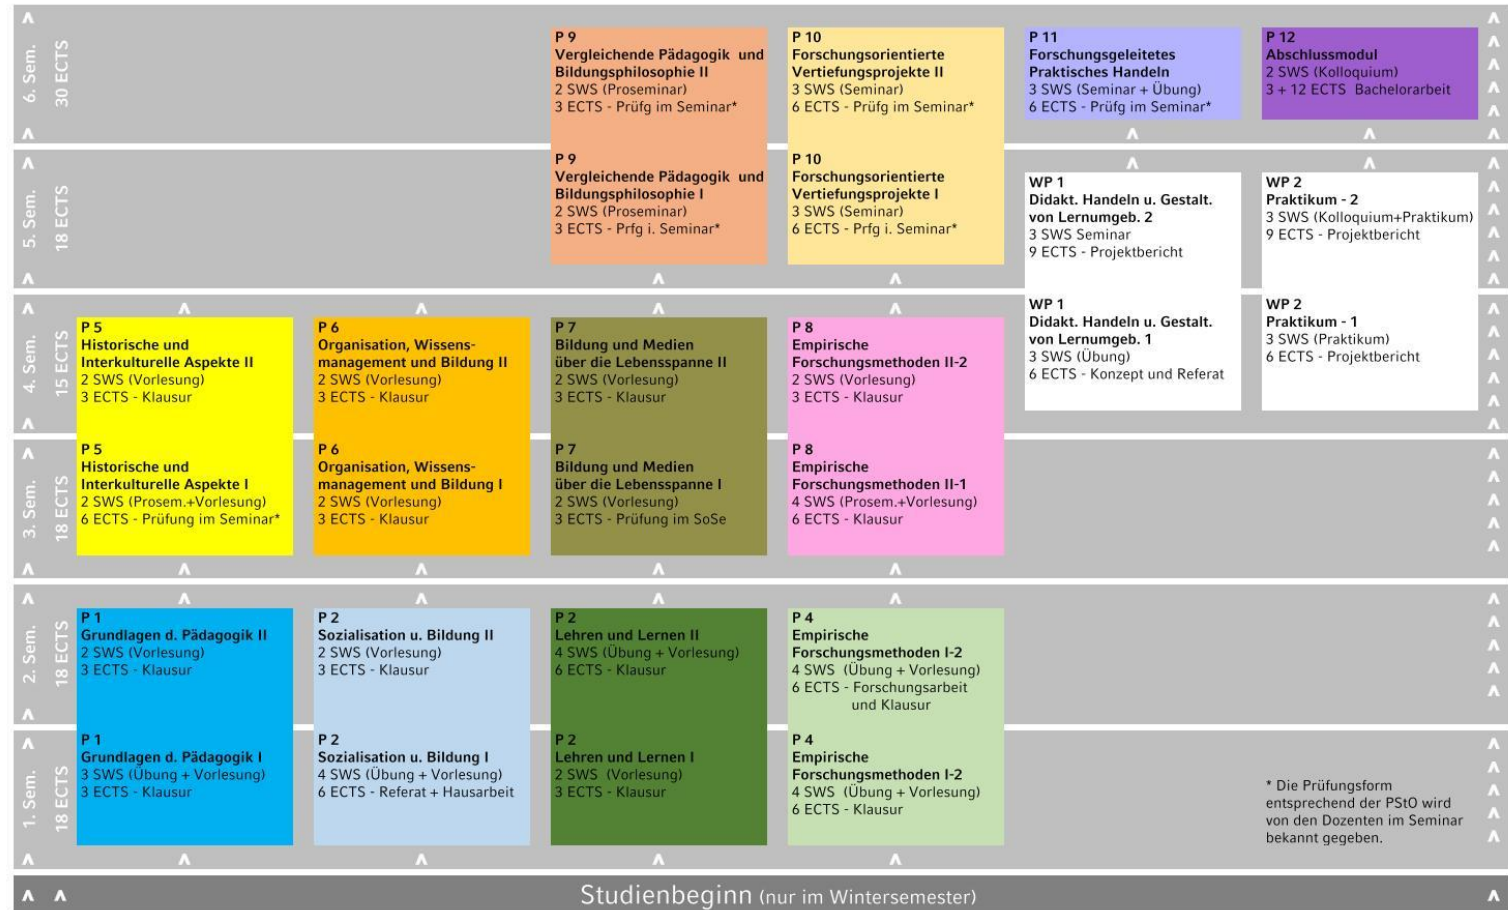 6. Sem.
30 ECTS
P 9
Vergleichende Pädagogik und
Bildungsphilosophie II
2 SWS (Proseminar)
3 ECTS - Prüfg im Seminar*
P 10
Forschungsorientierte
Vertiefungsprojekte II
3 SWS (Seminar)
6 ECTS - Prüfg im Seminar*
P 11
Forschungsgeleitetes
Praktisches Handeln
3 SWS (Seminar + Übung)
6 ECTS - Prüfg im Seminar*
P 12
Abschlussmodul
2 SWS (Kolloquium)
3 + 12 ECTS Bachelorarbeit
5. Sem.
18 ECTS
P 9
Vergleichende Pädagogik und
Bildungsphilosophie I
2 SWS (Proseminar)
3 ECTS - Prfg i. Seminar*
P 10
Forschungsorientierte
Vertiefungsprojekte I
3 SWS (Seminar)
6 ECTS - Prfg i. Seminar*
WP 1
Didakt. Handeln u. Gestalt.
von Lernumgeb. 2
3 SWS Seminar
9 ECTS - Projektbericht
WP 2
Praktikum - 2
3 SWS (Kolloquium+Praktikum)
9 ECTS - Projektbericht
4. Sem.
15 ECTS
P 5
Historische und
Interkulturelle Aspekte II
2 SWS (Vorlesung)
3 ECTS - Klausur
P 6
Organisation, Wissens-
management und Bildung II
2 SWS (Vorlesung)
3 ECTS - Klausur
P 7
Bildung und Medien
über die Lebensspanne II
2 SWS (Vorlesung)
3 ECTS - Klausur
P 8
Empirische
Forschungsmethoden II-2
2 SWS (Vorlesung)
3 ECTS - Klausur
WP 1
Didakt. Handeln u. Gestalt.
von Lernumgeb. 1
3 SWS (Übung)
6 ECTS - Konzept und Referat
WP 2
Praktikum - 1
3 SWS (Praktikum)
6 ECTS - Projektbericht
3. Sem.
18 ECTS
P 5
Historische und
Interkulturelle Aspekte I
2 SWS (Prosem.+Vorlesung)
6 ECTS - Prüfung im Seminar*
P 6
Organisation, Wissens-
management und Bildung I
2 SWS (Vorlesung)
3 ECTS - Klausur
P 7
Bildung und Medien
über die Lebensspanne I
2 SWS (Vorlesung)
3 ECTS - Prüfung im SoSe
P 8
Empirische
Forschungsmethoden II-1
4 SWS (Prosem.+Vorlesung)
6 ECTS - Klausur
2. Sem.
18 ECTS
P 1
Grundlagen d. Pädagogik II
2 SWS (Vorlesung)
3 ECTS - Klausur
P 2
Sozialisation u. Bildung II
2 SWS (Vorlesung)
3 ECTS - Klausur
P 2
Lehren und Lernen II
4 SWS (Übung + Vorlesung)
6 ECTS - Klausur
P 4
Empirische
Forschungsmethoden I-2
4 SWS (Übung + Vorlesung)
6 ECTS - Forschungsarbeit
und Klausur
1. Sem.
18 ECTS
P 1
Grundlagen d. Pädagogik I
3 SWS (Übung + Vorlesung)
3 ECTS - Klausur
P 2
Sozialisation u. Bildung I
4 SWS (Übung + Vorlesung)
6 ECTS - Referat + Hausarbeit
P 2
Lehren und Lernen I
2 SWS (Vorlesung)
3 ECTS - Klausur
P 4
Empirische
Forschungsmethoden I-2
4 SWS (Übung + Vorlesung)
6 ECTS - Klausur
* Die Prüfungsform
entsprechend der PStO wird
von den Dozenten im Seminar
bekannt gegeben.
Studienbeginn (nur im Wintersemester)